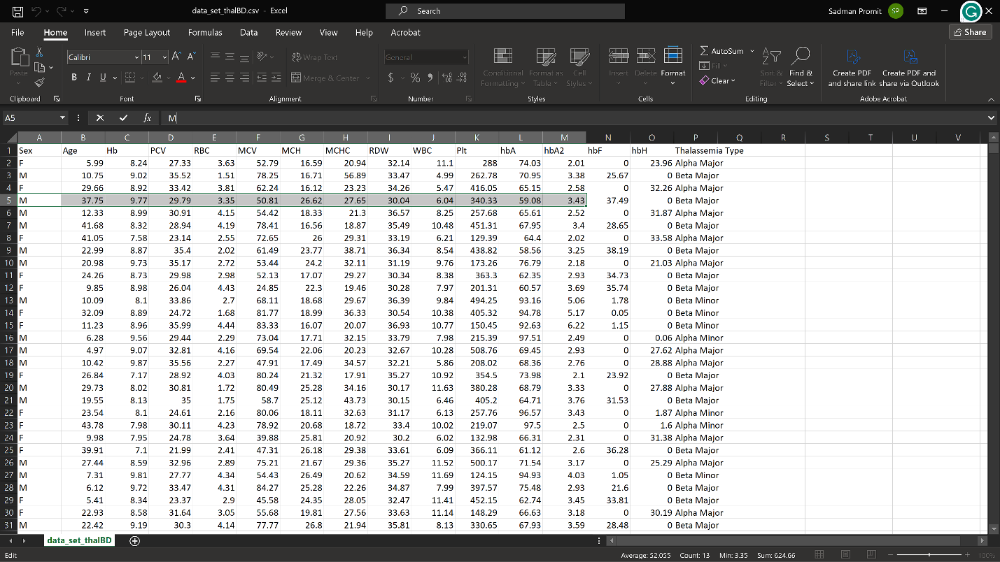 data_set_thalBD.csv - Excel
Search
Sadman Promit SP
File Home Insert Page Layout Formulas Data Review View Help Acrobat
Share
Paste
Calibri 11
B I U
Wrap Text
Merge & Center
General
Conditional Formatting
Format as Table
Cell Styles
Insert Delete Format
AutoSum
Fill
Clear
Sort & Filter
Find & Select
Create PDF and share link
Create PDF and share via Outlook
Clipboard Font Alignment Number Styles Cells Editing Adobe Acrobat
A5 fx M
A B C D E F G H I J K L M N O P Q R S T U V
1 Sex Age Hb PCV RBC MCV MCH MCHC RDW WBC Plt hbA hbA2 hbF hbH Thalassemia Type
2 F 5.99 8.24 27.33 3.63 52.79 16.59 20.94 32.14 11.1 288 74.03 2.01 0 23.96 Alpha Major
3 M 10.75 9.02 35.52 1.51 78.25 16.71 56.89 33.47 4.99 262.78 70.95 3.38 25.67 0 Beta Major
4 F 29.66 8.92 33.42 3.81 62.24 16.12 23.23 34.26 5.47 416.05 65.15 2.58 0 32.26 Alpha Major
5 M 37.75 9.77 29.79 3.35 50.81 26.62 27.65 30.04 6.04 340.33 59.08 3.43 37.49 0 Beta Major
6 M 12.33 8.99 30.91 4.15 54.42 18.33 21.3 36.57 8.25 257.68 65.61 2.52 0 31.87 Alpha Major
7 M 41.68 8.32 28.94 4.19 78.41 16.56 18.87 35.49 10.48 451.31 67.95 3.4 28.65 0 Beta Major
8 F 41.05 7.58 23.14 2.55 72.65 26 29.31 33.19 6.21 129.39 64.4 2.02 0 33.58 Alpha Major
9 M 22.99 8.87 35.4 2.02 61.49 23.77 38.71 36.34 8.54 438.82 58.56 3.25 38.19 0 Beta Major
10 M 20.98 9.73 35.17 2.72 53.44 24.2 32.11 31.19 9.76 173.26 76.79 2.18 0 21.03 Alpha Major
11 F 24.26 8.73 29.98 2.98 52.13 17.07 29.27 30.34 8.38 363.3 62.35 2.93 34.73 0 Beta Major
12 F 9.85 8.98 26.04 4.43 24.85 22.3 19.46 30.28 7.97 201.31 60.57 3.69 35.74 0 Beta Major
13 M 10.09 8.1 33.86 2.7 68.11 18.68 29.67 36.39 9.84 494.25 93.16 5.06 1.78 0 Beta Minor
14 F 32.09 8.89 24.72 1.68 81.77 18.99 36.33 30.54 10.38 405.32 94.78 5.17 0.05 0 Beta Minor
15 F 11.23 8.96 35.99 4.44 83.33 16.07 20.07 36.93 10.77 150.45 92.63 6.22 1.15 0 Beta Minor
16 M 6.28 9.56 29.44 2.29 73.04 17.71 32.15 33.79 7.98 215.39 97.51 2.49 0 0.06 Alpha Minor
17 M 4.97 9.07 32.81 4.16 69.54 22.06 20.23 32.67 10.28 508.76 69.45 2.93 0 27.62 Alpha Major
18 M 10.42 9.87 35.56 2.27 47.91 17.49 34.57 32.21 5.86 208.02 68.36 2.76 0 28.88 Alpha Major
19 F 26.84 7.17 28.92 4.03 80.24 21.32 17.91 35.27 10.92 354.5 73.98 2.1 23.92 0 Beta Major
20 M 29.73 8.02 30.81 1.72 80.49 25.28 34.16 30.17 11.63 380.28 68.79 3.33 0 27.88 Alpha Major
21 M 19.55 8.13 35 1.75 58.7 25.12 43.73 30.15 6.46 405.2 64.71 3.76 31.53 0 Beta Major
22 F 23.54 8.1 24.61 2.16 80.06 18.11 32.63 31.17 6.13 257.76 96.57 3.43 0 1.87 Alpha Minor
23 F 43.78 7.98 30.11 4.23 78.92 20.68 18.72 33.4 10.02 219.07 97.5 2.5 0 1.6 Alpha Minor
24 F 9.98 7.95 24.78 3.64 39.88 25.81 20.92 30.2 6.02 132.98 66.31 2.31 0 31.38 Alpha Major
25 F 39.91 7.1 21.99 2.41 47.31 26.18 29.38 33.61 6.09 366.11 61.12 2.6 36.28 0 Beta Major
26 M 27.44 8.59 32.96 2.89 75.21 21.67 29.36 35.27 11.52 500.17 71.54 3.17 0 25.29 Alpha Major
27 M 7.31 9.81 27.77 4.34 54.43 26.49 20.62 34.59 11.69 124.15 94.93 4.03 1.05 0 Beta Minor
28 M 6.12 9.72 33.47 4.31 84.27 25.28 22.26 34.87 7.99 397.57 75.48 2.93 21.6 0 Beta Major
29 F 5.41 8.34 23.37 2.9 45.58 24.35 28.05 32.47 11.41 452.15 62.74 3.45 33.81 0 Beta Major
30 F 22.93 8.58 31.64 3.05 55.68 19.81 27.56 33.63 11.14 148.29 66.63 3.18 0 30.19 Alpha Major
31 M 22.42 9.19 30.3 4.14 77.77 26.8 21.94 35.81 8.13 330.65 67.93 3.59 28.48 0 Beta Major
data_set_thalBD
Edit Average: 52.055 Count: 13 Min: 3.35 Sum: 624.66 100%